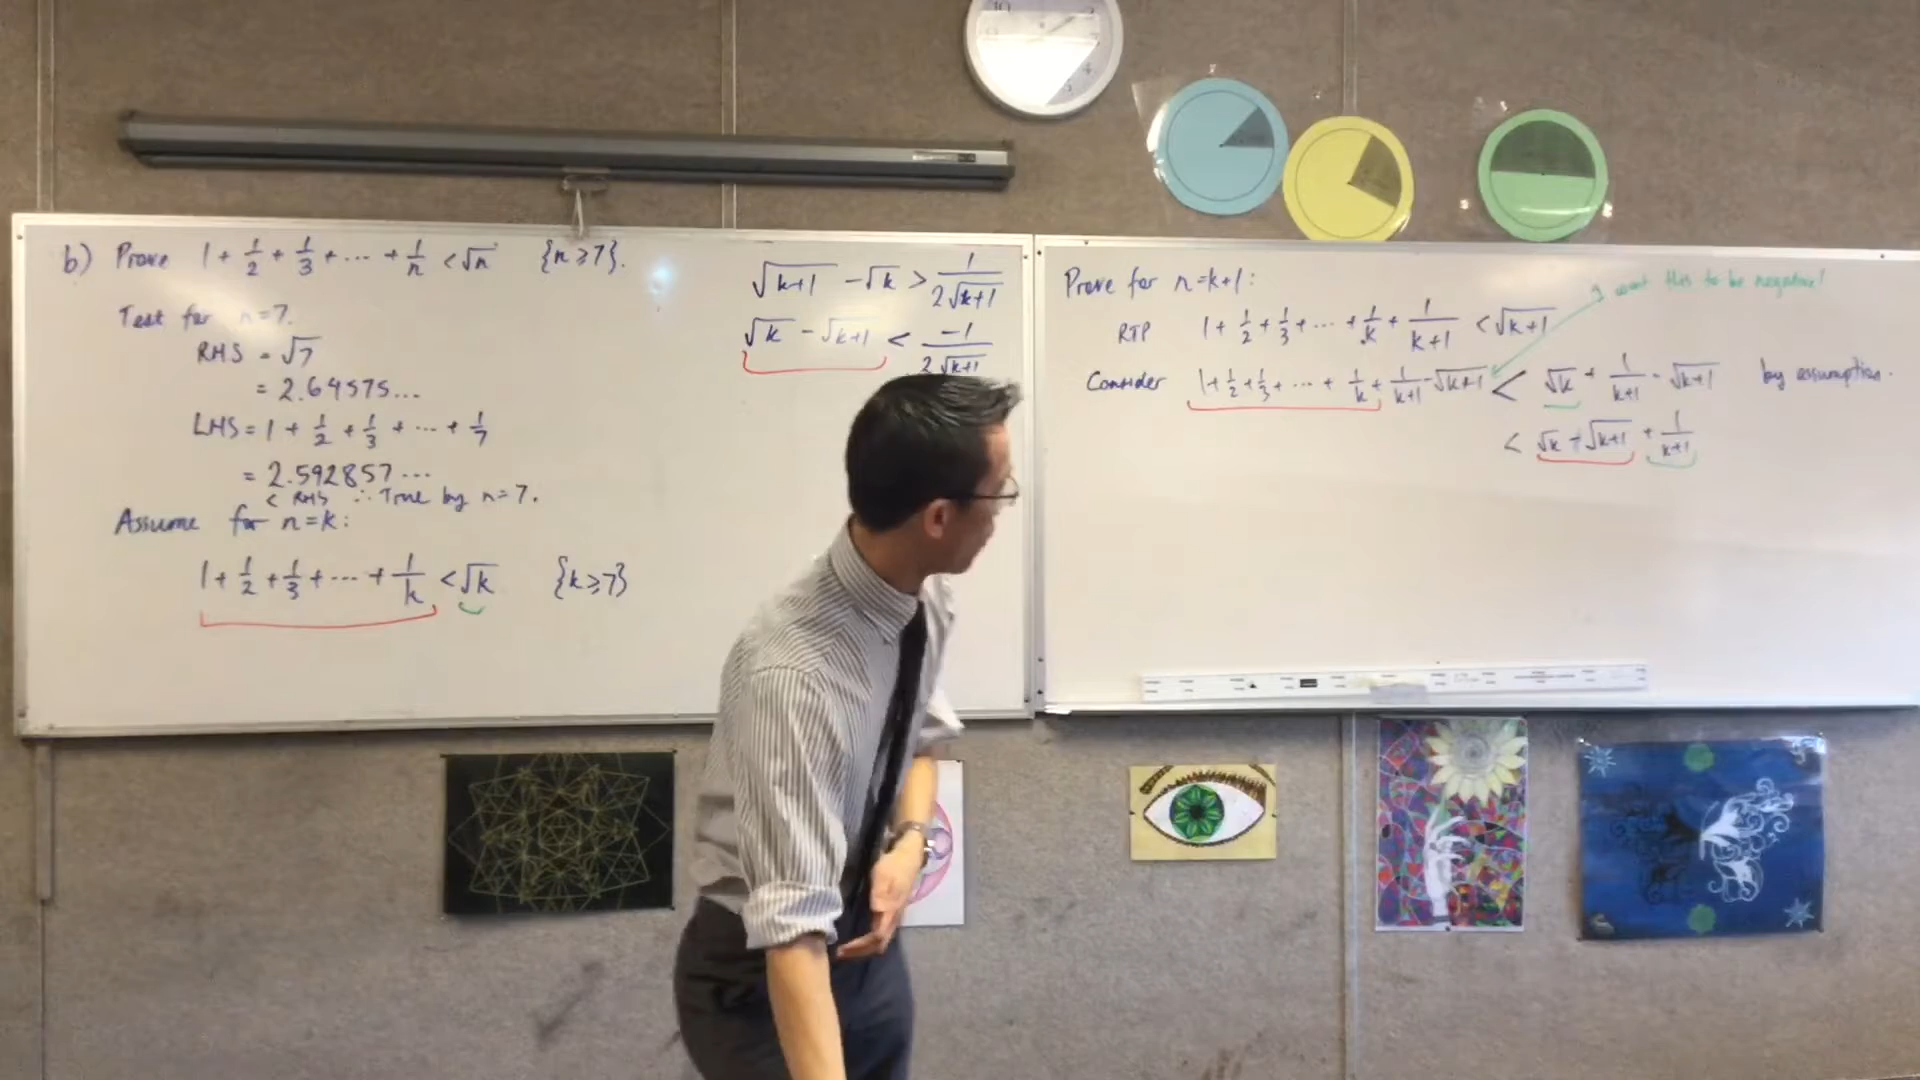 b) Prove 1 + 1/2 + 1/3 + ... + 1/n < √n {n ≥ 7}.
Test for n = 7.
RHS = √7
= 2.64575...
LHS = 1 + 1/2 + 1/3 + ... + 1/7
= 2.592857...
< RHS ∴ True by n = 7.
Assume for n = k:
1 + 1/2 + 1/3 + ... + 1/k < √k {k ≥ 7}
√(k+1) - √k > 1/(2√(k+1))
√k - √(k+1) < -1/(2√(k+1))
Prove for n = k+1:
want this to be negative!
RTP 1 + 1/2 + 1/3 + ... + 1/k + 1/(k+1) < √(k+1)
Consider 1 + 1/2 + 1/3 + ... + 1/k + 1/(k+1) - √(k+1) < √k + 1/(k+1) - √(k+1) by assumption.
< √k - √(k+1) + 1/(k+1)